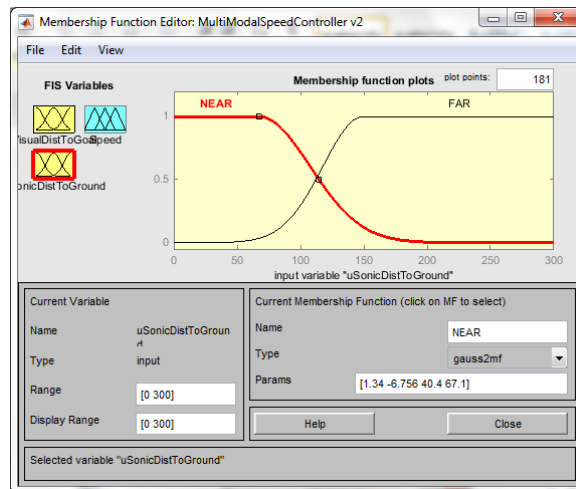 Membership Function Editor: MultiModalSpeedController v2
File Edit View
FIS Variables
Membership function plots
plot points:
181
NEAR
FAR
1
0.5
0
0 50 100 150 200 250 300
input variable "uSonicDistToGround"
VisualDistToGoa
Speed
onicDistToGround
Current Variable
Name
uSonicDistToGroun
d
Type
input
Range
[0 300]
Display Range
[0 300]
Current Membership Function (click on MF to select)
Name
NEAR
Type
gauss2mf
Params
[1.34 -6.756 40.4 67.1]
Help
Close
Selected variable "uSonicDistToGround"